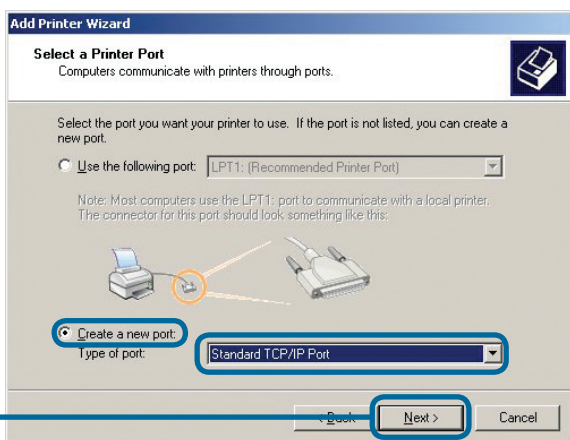 Add Printer Wizard
Select a Printer Port
Computers communicate with printers through ports.
Select the port you want your printer to use. If the port is not listed, you can create a
new port.
Use the following port: LPT1: (Recommended Printer Port)
Note: Most computers use the LPT1: port to communicate with a local printer.
The connector for this port should look something like this:
Create a new port:
Type of port: Standard TCP/IP Port
< Back Next > Cancel